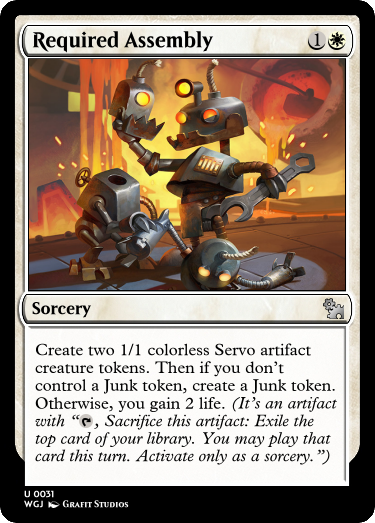 Required Assembly 1
Sorcery
Create two 1/1 colorless Servo artifact
creature tokens. Then if you don’t
control a Junk token, create a Junk token.
Otherwise, you gain 2 life. (It’s an artifact
with “, Sacrifice this artifact: Exile the
top card of your library. You may play that
card this turn. Activate only as a sorcery.”)
U 0031
WGJ Grafit Studios